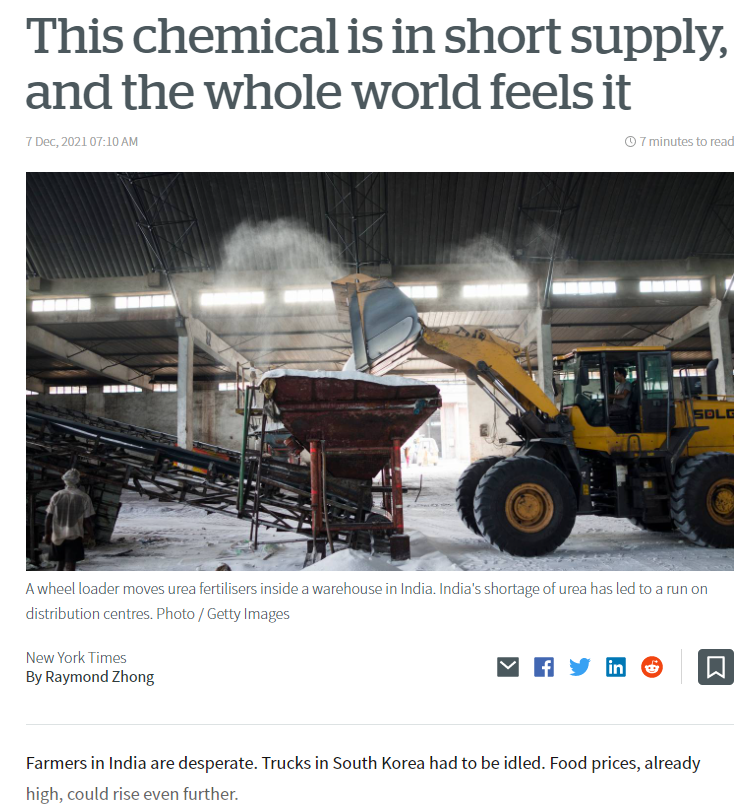 This chemical is in short supply,
and the whole world feels it
7 Dec, 2021 07:10 AM
7 minutes to read
A wheel loader moves urea fertilisers inside a warehouse in India. India's shortage of urea has led to a run on
distribution centres. Photo / Getty Images
New York Times
By Raymond Zhong
Farmers in India are desperate. Trucks in South Korea had to be idled. Food prices, already
high, could rise even further.